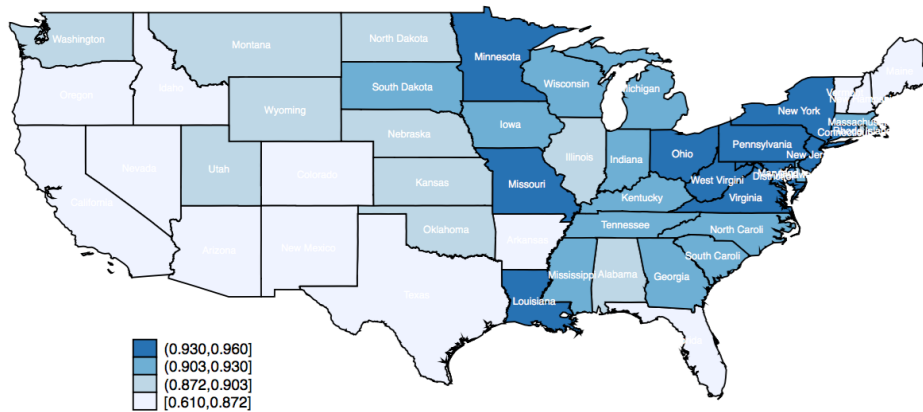 Washington
Montana
North Dakota
Minnesota
Oregon
Idaho
South Dakota
Wisconsin
Michigan
Wyoming
New York
Iowa
Nebraska
Pennsylvania
Illinois
Indiana
Ohio
New Jer
Nevada
Utah
Colorado
Kansas
Missouri
West Virgini
Virginia
Kentucky
California
Oklahoma
Tennessee
North Caroli
Arizona
New Mexico
Arkansas
South Caroli
Mississippi
Alabama
Georgia
Texas
Louisiana
(0.930,0.960]
(0.903,0.930]
(0.872,0.903]
[0.610,0.872]